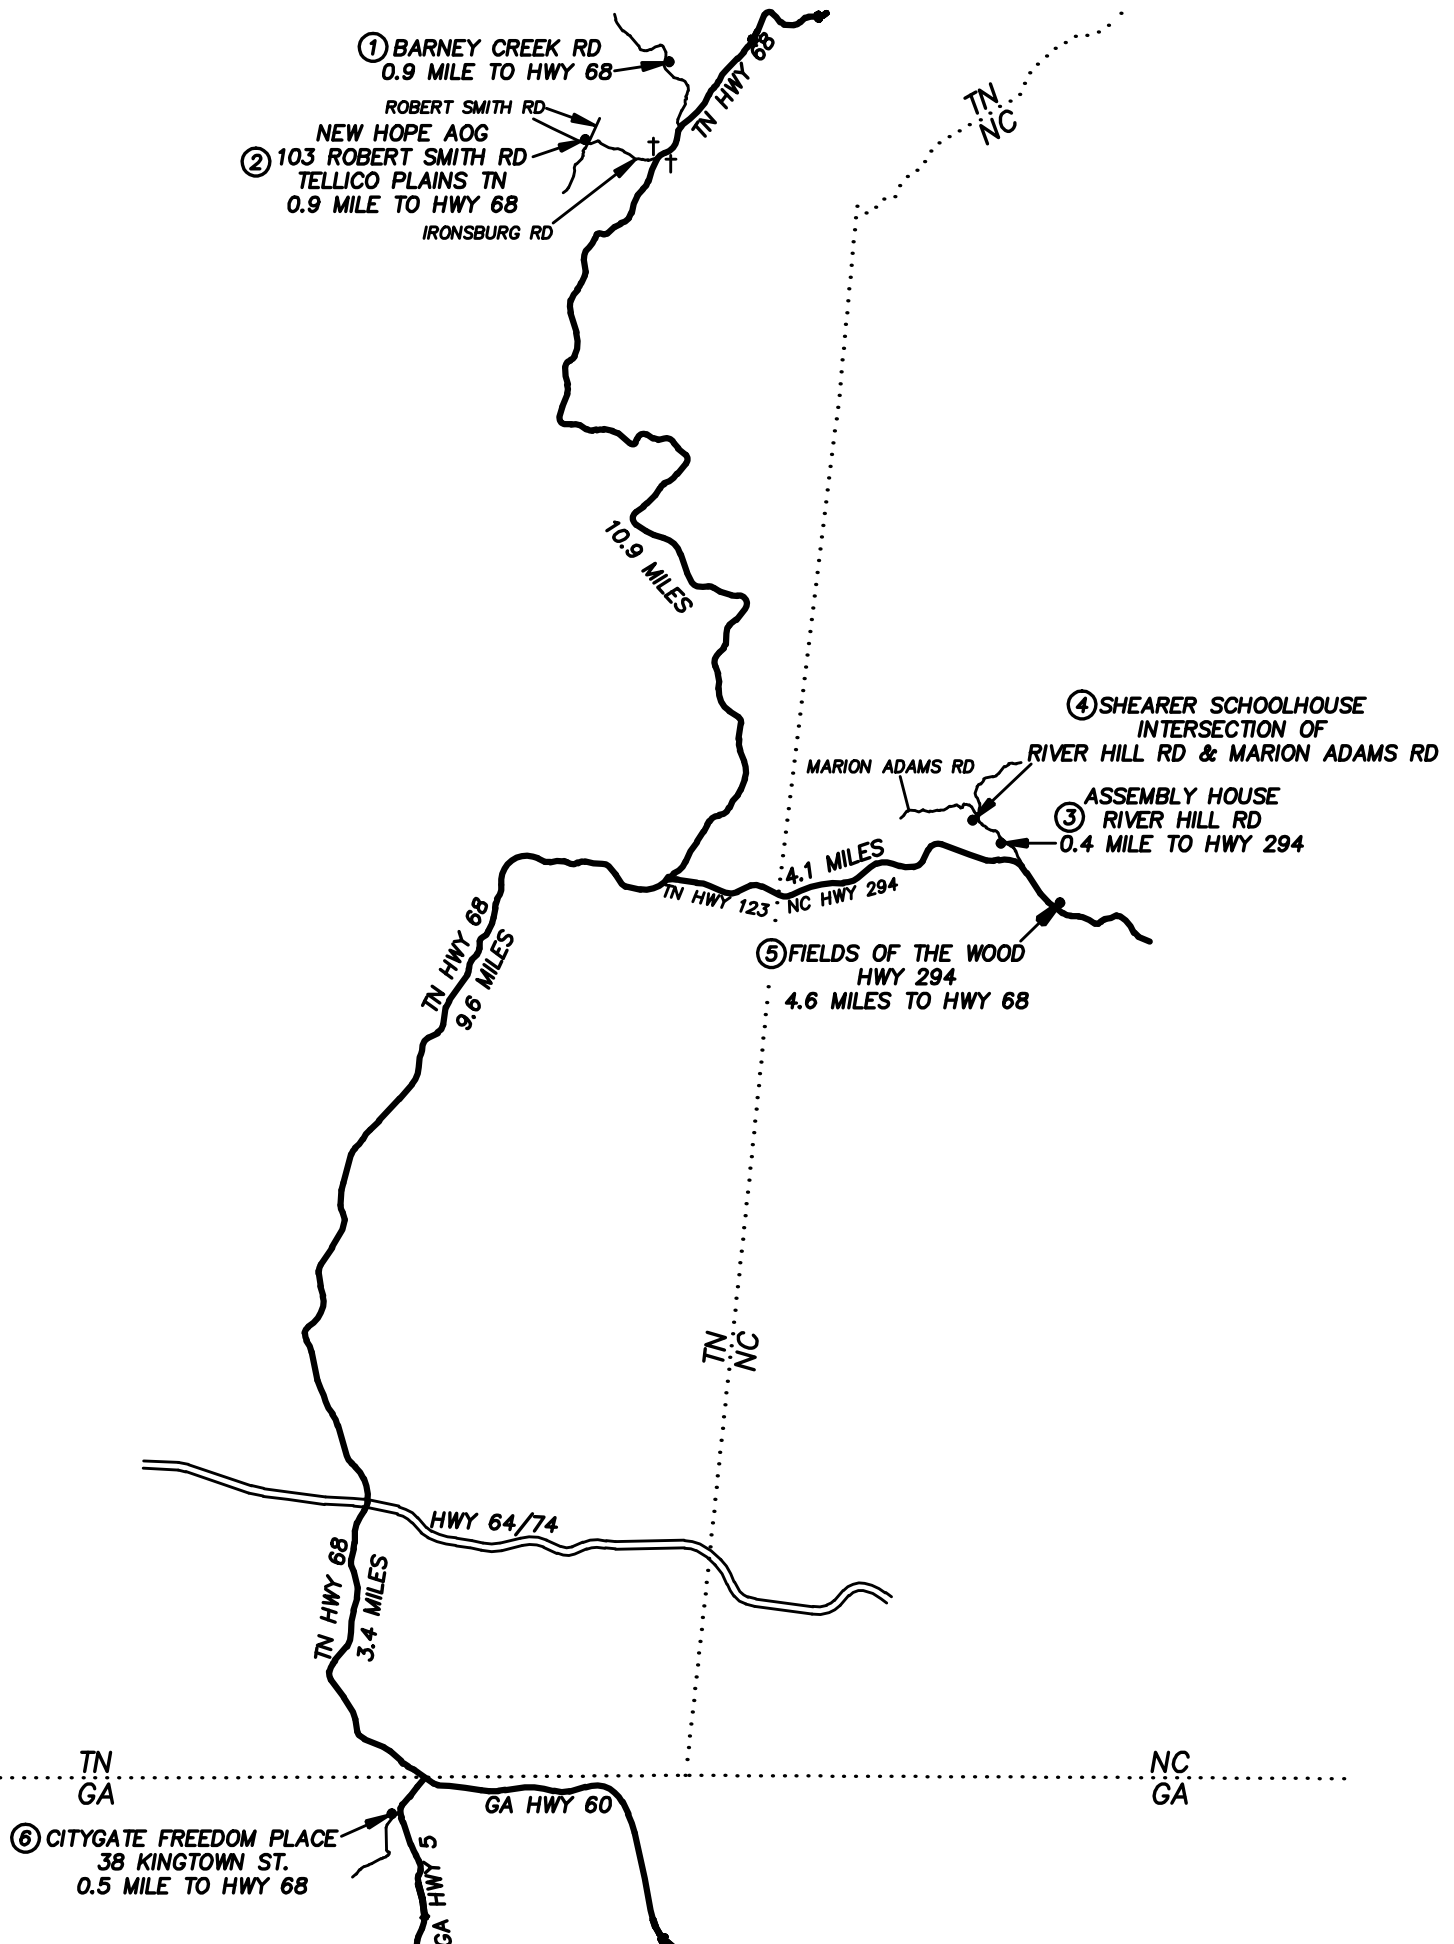 ① BARNEY CREEK RD
0.9 MILE TO HWY 68
TN HWY 68
TN
NC
ROBERT SMITH RD
NEW HOPE AOG
② 103 ROBERT SMITH RD
TELLICO PLAINS TN
0.9 MILE TO HWY 68
IRONSBURG RD
10.9 MILES
④ SHEARER SCHOOLHOUSE
INTERSECTION OF
RIVER HILL RD & MARION ADAMS RD
MARION ADAMS RD
ASSEMBLY HOUSE
③ RIVER HILL RD
0.4 MILE TO HWY 294
4.1 MILES
TN HWY 123
NC HWY 294
TN HWY 68
9.6 MILES
⑤ FIELDS OF THE WOOD
HWY 294
4.6 MILES TO HWY 68
TN
NC
HWY 64/74
TN HWY 68
3.4 MILES
TN
GA
NC
GA
GA HWY 60
⑥ CITYGATE FREEDOM PLACE
38 KINGTOWN ST.
0.5 MILE TO HWY 68
GA HWY 5